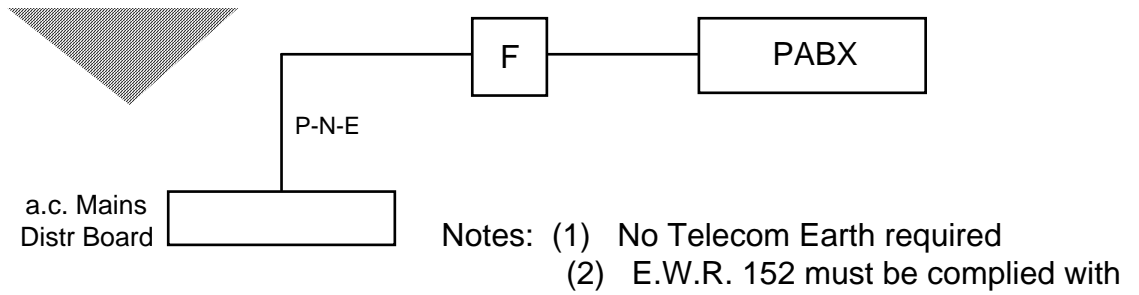 F
PABX
P-N-E
a.c. Mains
Distr Board
Notes: (1) No Telecom Earth required
(2) E.W.R. 152 must be complied with